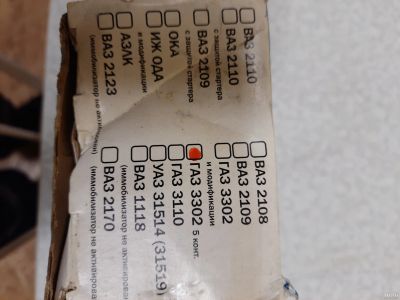 ВАЗ 2110
ВАЗ 2110
с защитой стартера
ВАЗ 2109
с защитой стартера
ОКА
ИЖ ОДА
и модификации
АЗЛК
ВАЗ 2123
(иммобилизатор не активи
ВАЗ 2108
ВАЗ 2109
ГАЗ 3302
и модификации
ГАЗ 3302 5 конт.
ГАЗ 3110
УАЗ 31514 (31519)
ВАЗ 1118
(иммобилизатор не активирован
ВАЗ 2170
(иммобилизатор не активирова